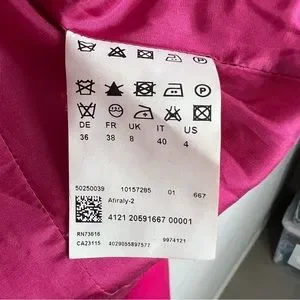 DE FR UK IT US
36 38 8 40 4
50250039 10157285 01 667
Afiraly-2
4121 20591667 00001
RN73616
CA23115 4029055897577 9974121